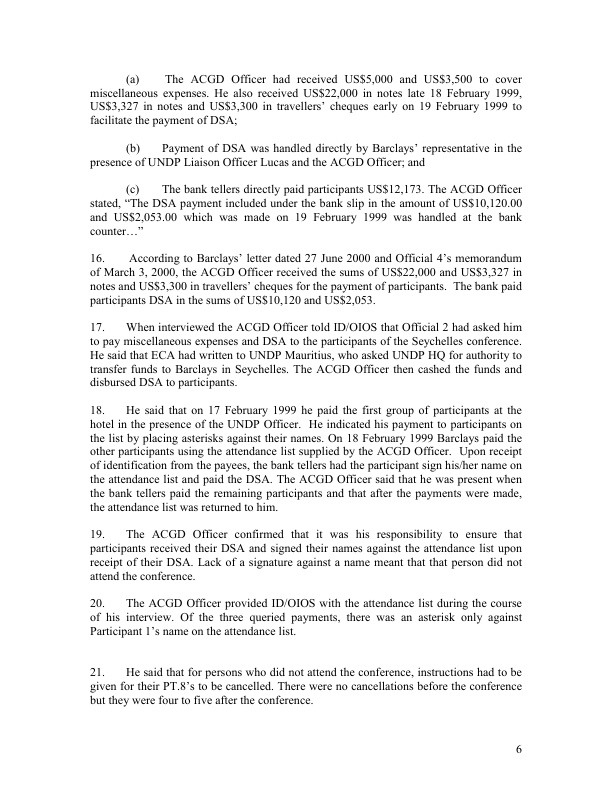 (a) The ACGD Officer had received US$5,000 and US$3,500 to cover
miscellaneous expenses. He also received US$22,000 in notes late 18 February 1999,
US$3,327 in notes and US$3,300 in travellers' cheques early on 19 February 1999 to
facilitate the payment of DSA;
(b) Payment of DSA was handled directly by Barclays' representative in the
presence of UNDP Liaison Officer Lucas and the ACGD Officer; and
(c) The bank tellers directly paid participants US$12,173. The ACGD Officer
stated, “The DSA payment included under the bank slip in the amount of US$10,120.00
and US$2,053.00 which was made on 19 February 1999 was handled at the bank
counter…”
16. According to Barclays' letter dated 27 June 2000 and Official 4's memorandum
of March 3, 2000, the ACGD Officer received the sums of US$22,000 and US$3,327 in
notes and US$3,300 in travellers' cheques for the payment of participants. The bank paid
participants DSA in the sums of US$10,120 and US$2,053.
17. When interviewed the ACGD Officer told ID/OIOS that Official 2 had asked him
to pay miscellaneous expenses and DSA to the participants of the Seychelles conference.
He said that ECA had written to UNDP Mauritius, who asked UNDP HQ for authority to
transfer funds to Barclays in Seychelles. The ACGD Officer then cashed the funds and
disbursed DSA to participants.
18. He said that on 17 February 1999 he paid the first group of participants at the
hotel in the presence of the UNDP Officer. He indicated his payment to participants on
the list by placing asterisks against their names. On 18 February 1999 Barclays paid the
other participants using the attendance list supplied by the ACGD Officer. Upon receipt
of identification from the payees, the bank tellers had the participant sign his/her name on
the attendance list and paid the DSA. The ACGD Officer said that he was present when
the bank tellers paid the remaining participants and that after the payments were made,
the attendance list was returned to him.
19. The ACGD Officer confirmed that it was his responsibility to ensure that
participants received their DSA and signed their names against the attendance list upon
receipt of their DSA. Lack of a signature against a name meant that that person did not
attend the conference.
20. The ACGD Officer provided ID/OIOS with the attendance list during the course
of his interview. Of the three queried payments, there was an asterisk only against
Participant 1's name on the attendance list.
21. He said that for persons who did not attend the conference, instructions had to be
given for their PT.8's to be cancelled. There were no cancellations before the conference
but they were four to five after the conference.
6